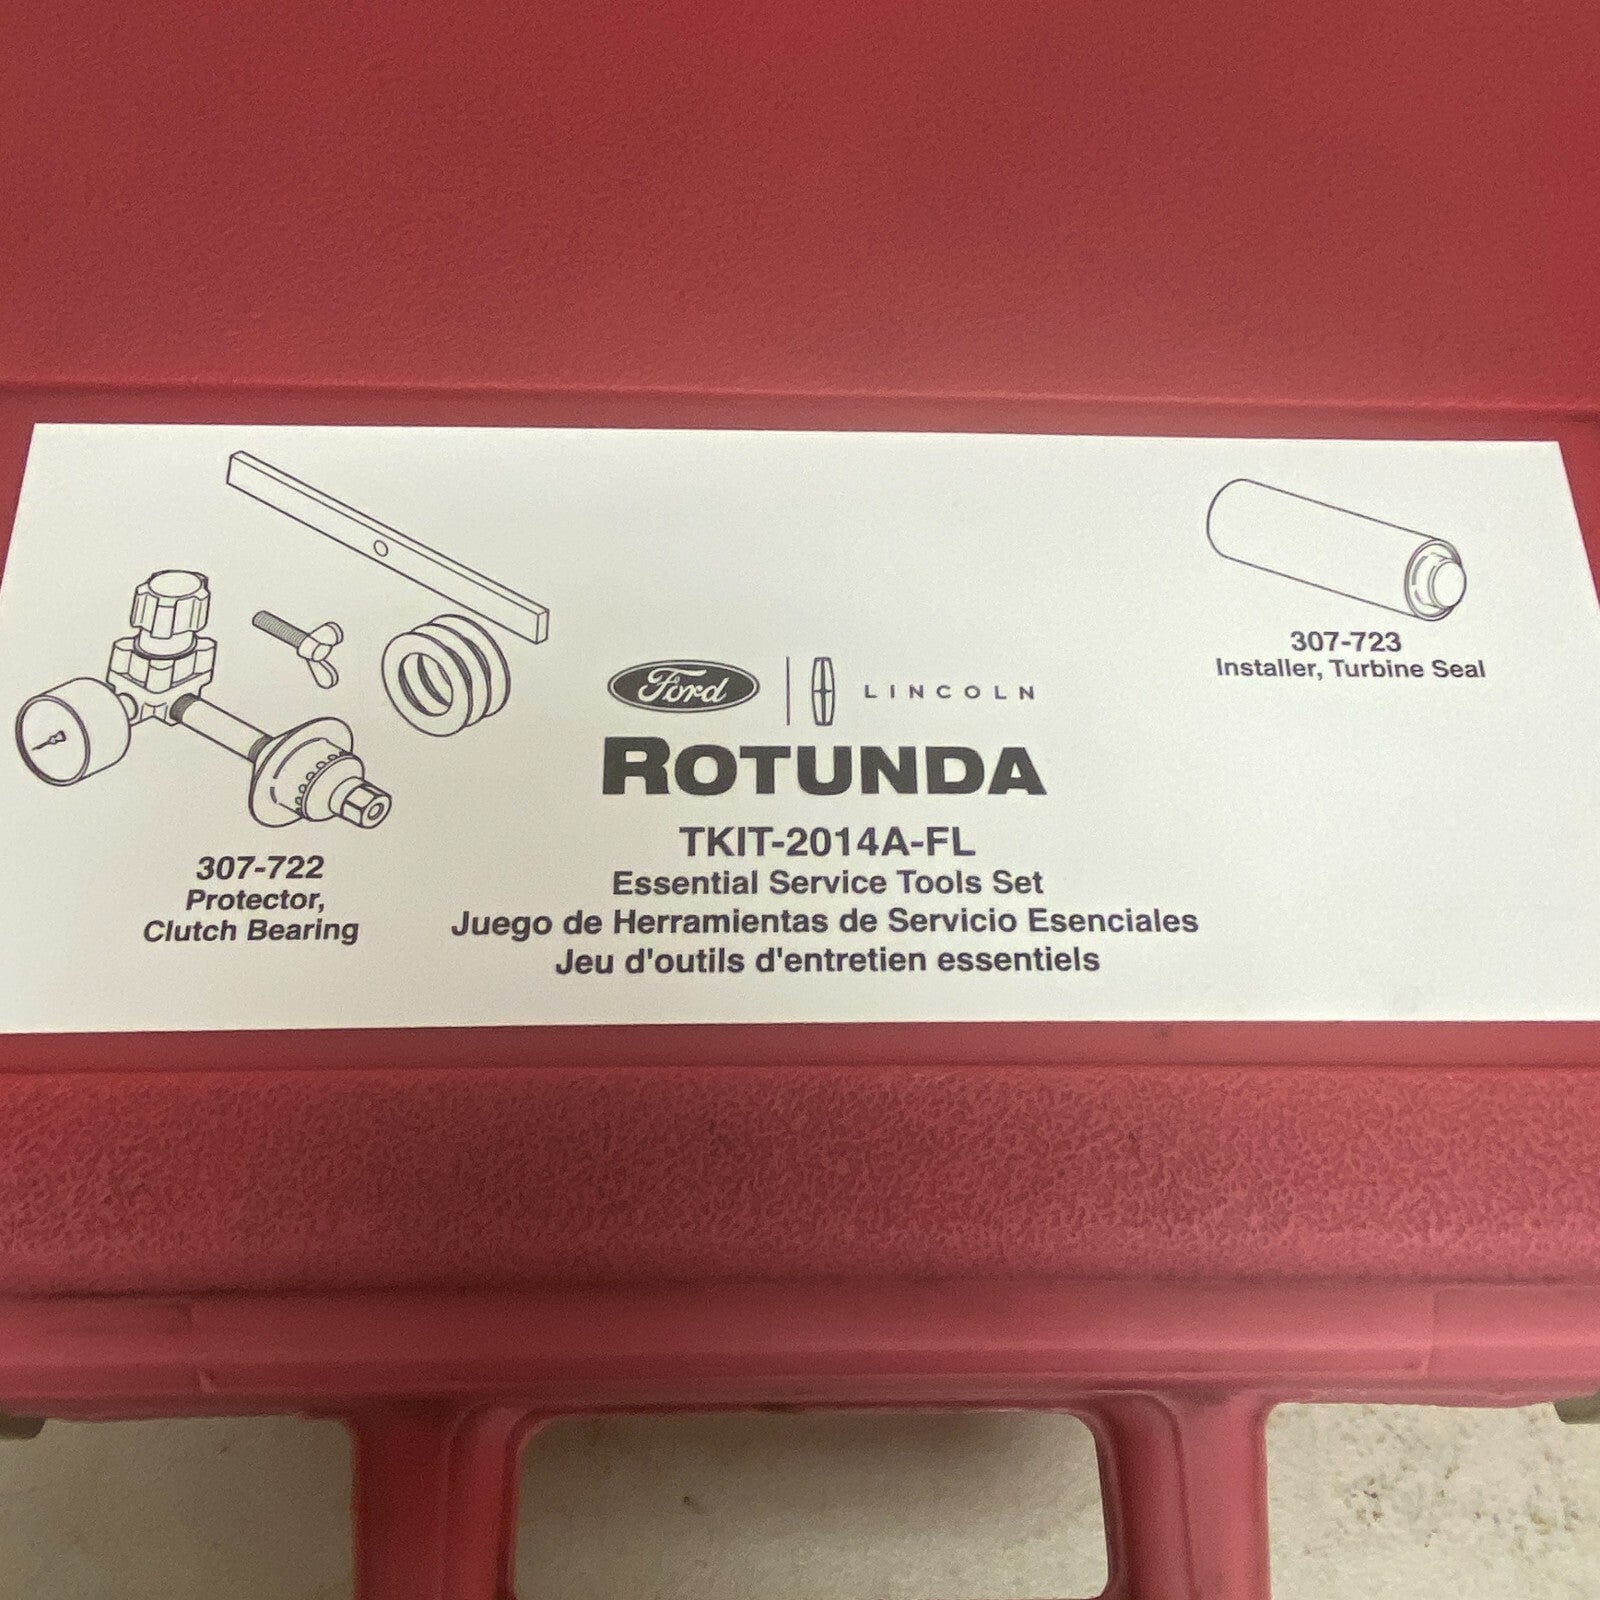 307-723
Installer, Turbine Seal
Ford LINCOLN
ROTUNDA
TKIT-2014A-FL
Essential Service Tools Set
Juego de Herramientas de Servicio Esenciales
Jeu d'outils d'entretien essentiels
307-722
Protector,
Clutch Bearing